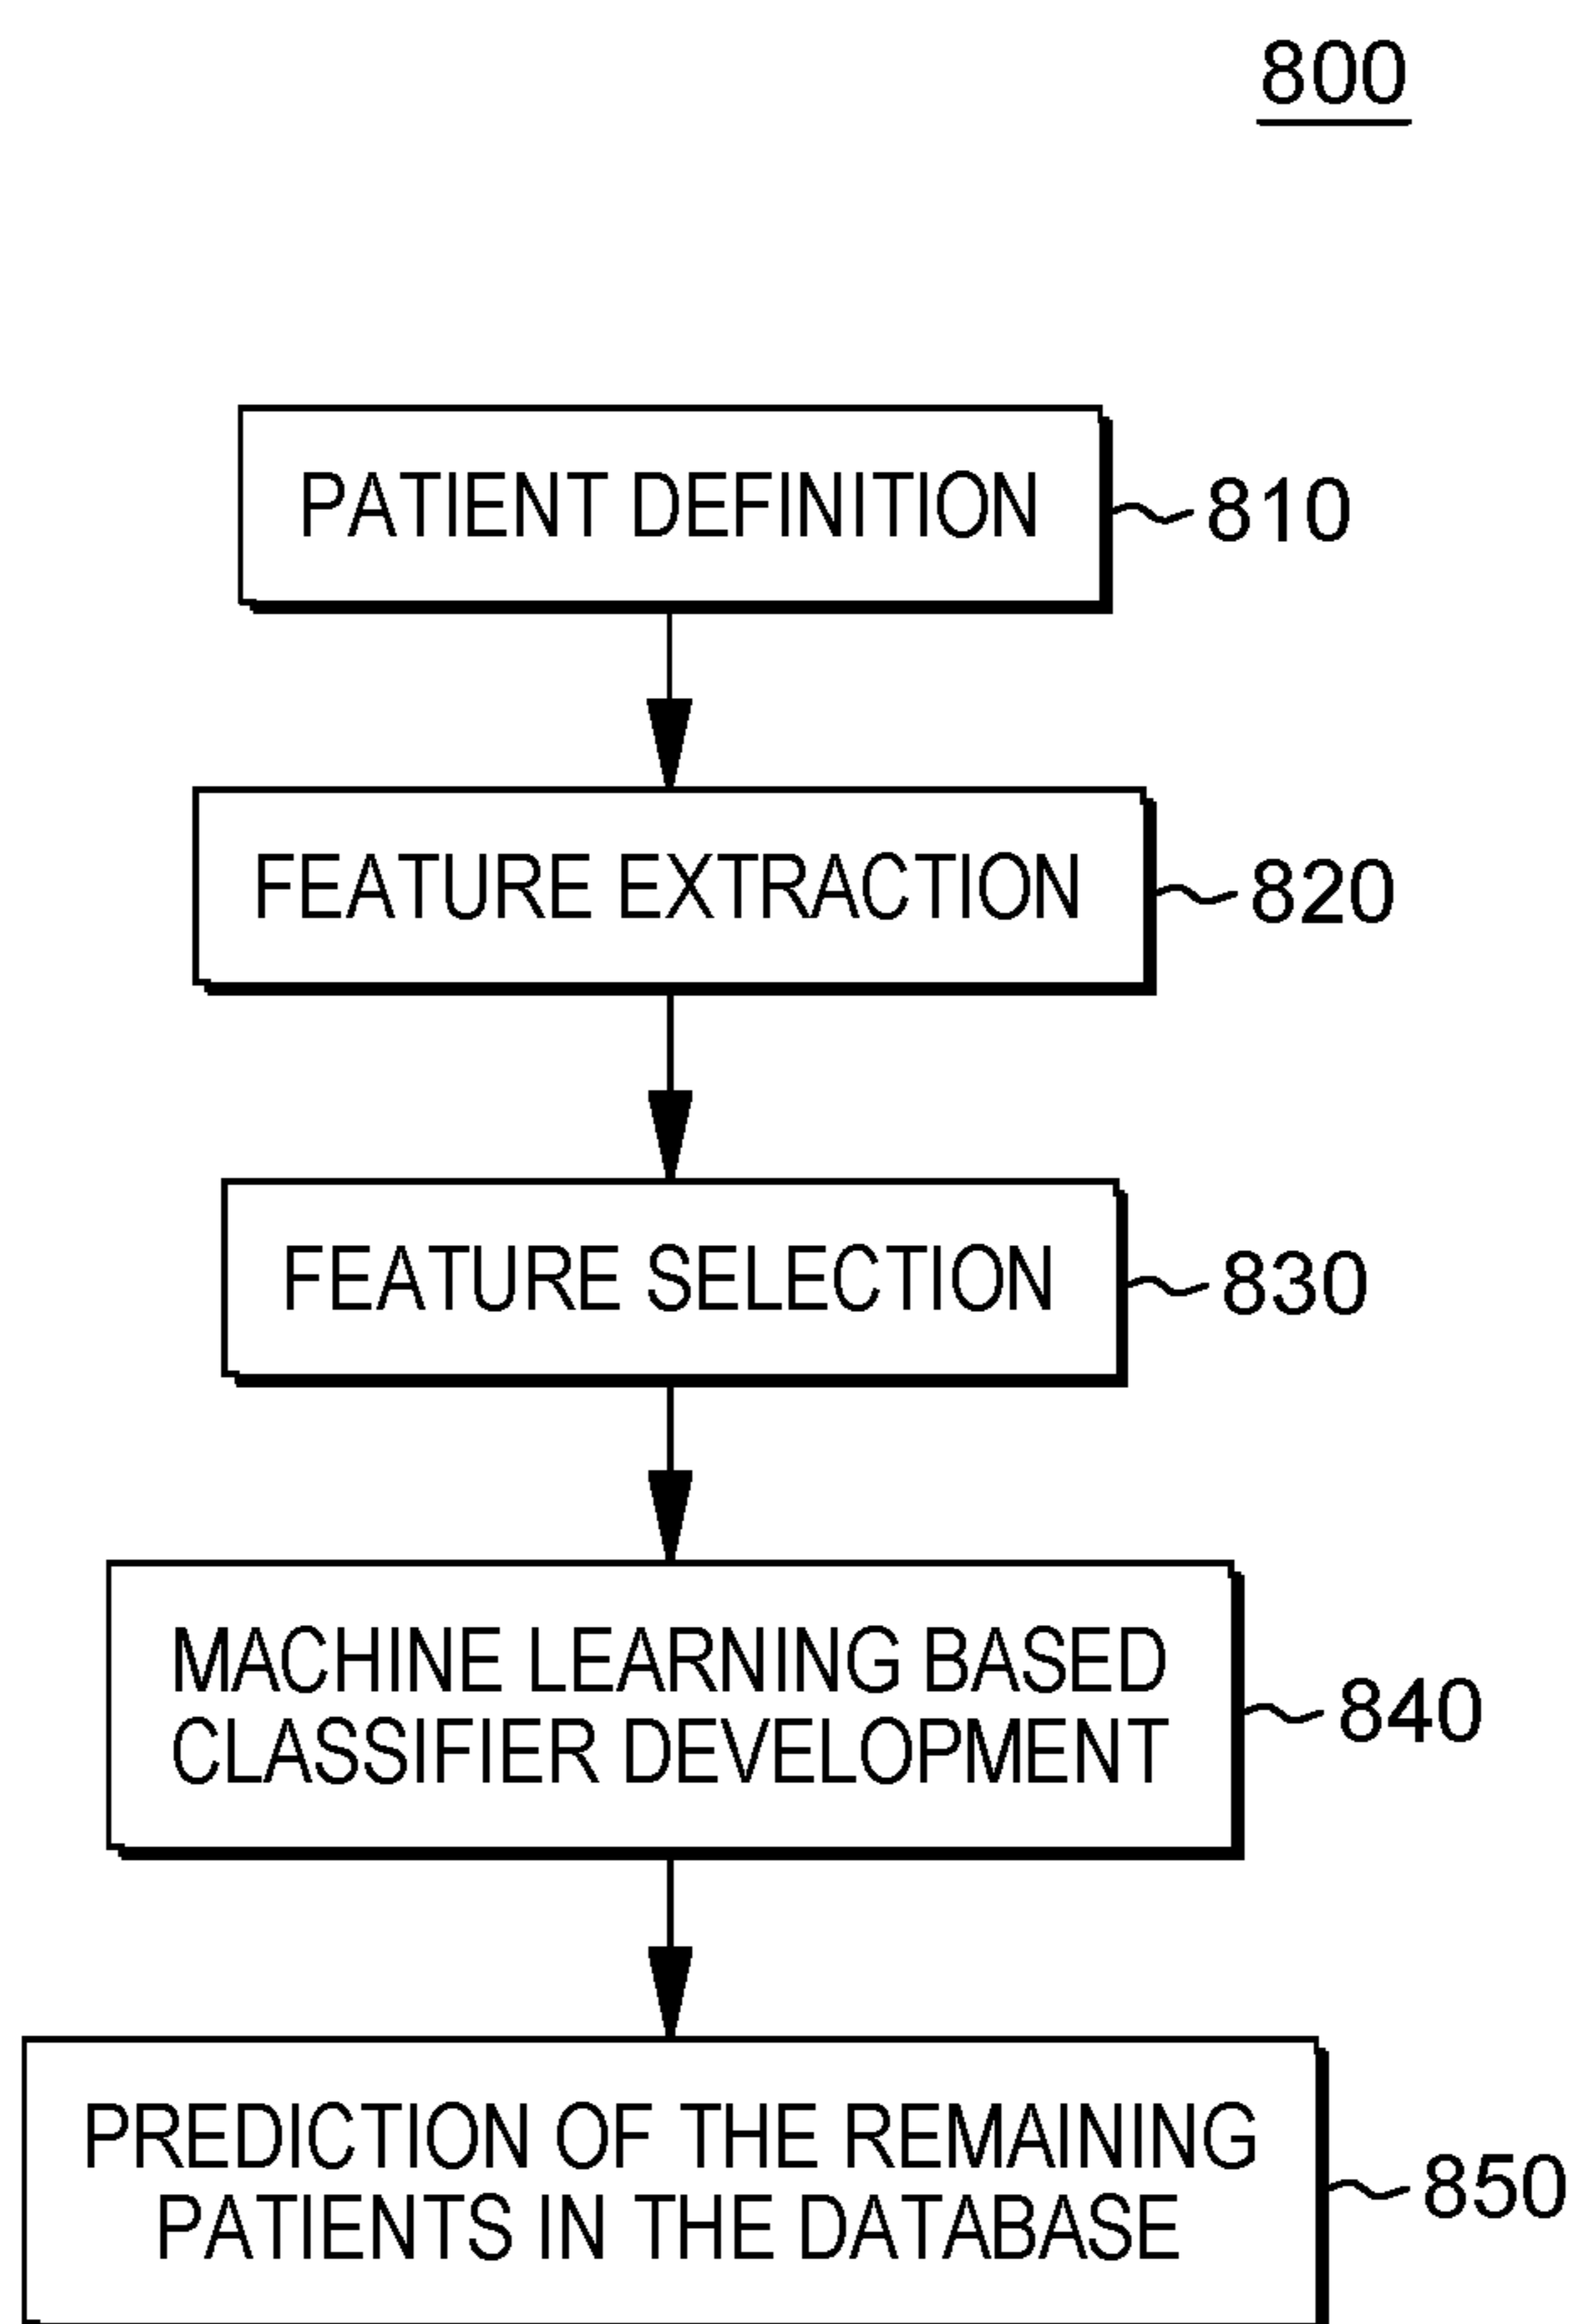 800
PATIENT DEFINITION
810
FEATURE EXTRACTION
820
FEATURE SELECTION
830
MACHINE LEARNING BASED
CLASSIFIER DEVELOPMENT
840
PREDICTION OF THE REMAINING
PATIENTS IN THE DATABASE
850